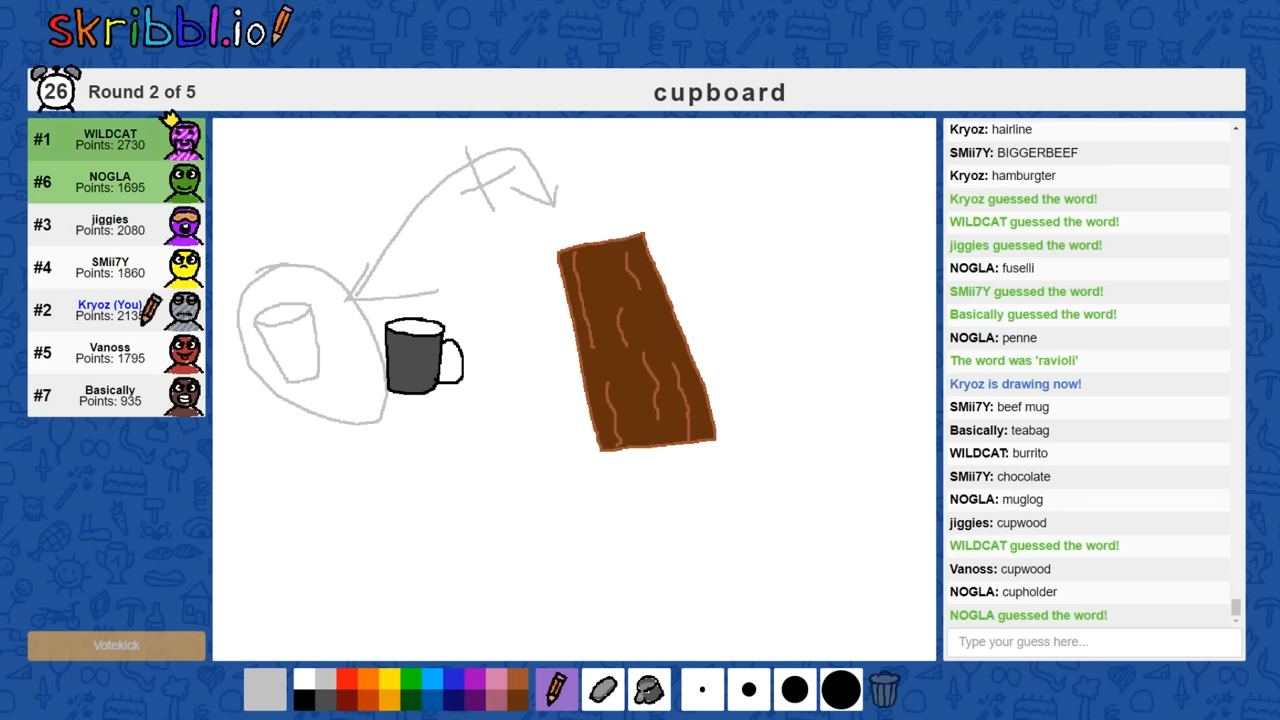 skribbl.io
26
Round 2 of 5
cupboard
#1
WILDCAT
Points: 2730
#6
NOGLA
Points: 1695
#3
jiggies
Points: 2080
#4
SMii7Y
Points: 1860
#2
Kryoz (You)
Points: 2135
#5
Vanoss
Points: 1795
#7
Basically
Points: 935
Votekick
Kryoz: hairline
SMii7Y: BIGGERBEEF
Kryoz: hamburgter
Kryoz guessed the word!
WILDCAT guessed the word!
jiggies guessed the word!
NOGLA: fuselli
SMii7Y guessed the word!
Basically guessed the word!
NOGLA: penne
The word was 'ravioli'
Kryoz is drawing now!
SMii7Y: beef mug
Basically: teabag
WILDCAT: burrito
SMii7Y: chocolate
NOGLA: muglog
jiggies: cupwood
WILDCAT guessed the word!
Vanoss: cupwood
NOGLA: cupholder
NOGLA guessed the word!
Type your guess here...